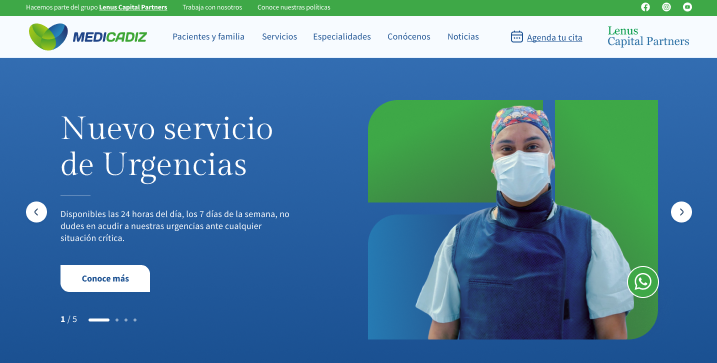 Hacemos parte del grupo Lenus Capital Partners
Trabaja con nosotros
Conoce nuestras políticas
MEDICADIZ
Pacientes y familia
Servicios
Especialidades
Conócenos
Noticias
Agenda tu cita
Lenus
Capital Partners
Nuevo servicio
de Urgencias
Disponibles las 24 horas del día, los 7 días de la semana, no
dudes en acudir a nuestras urgencias ante cualquier
situación crítica.
Conoce más
1 / 5